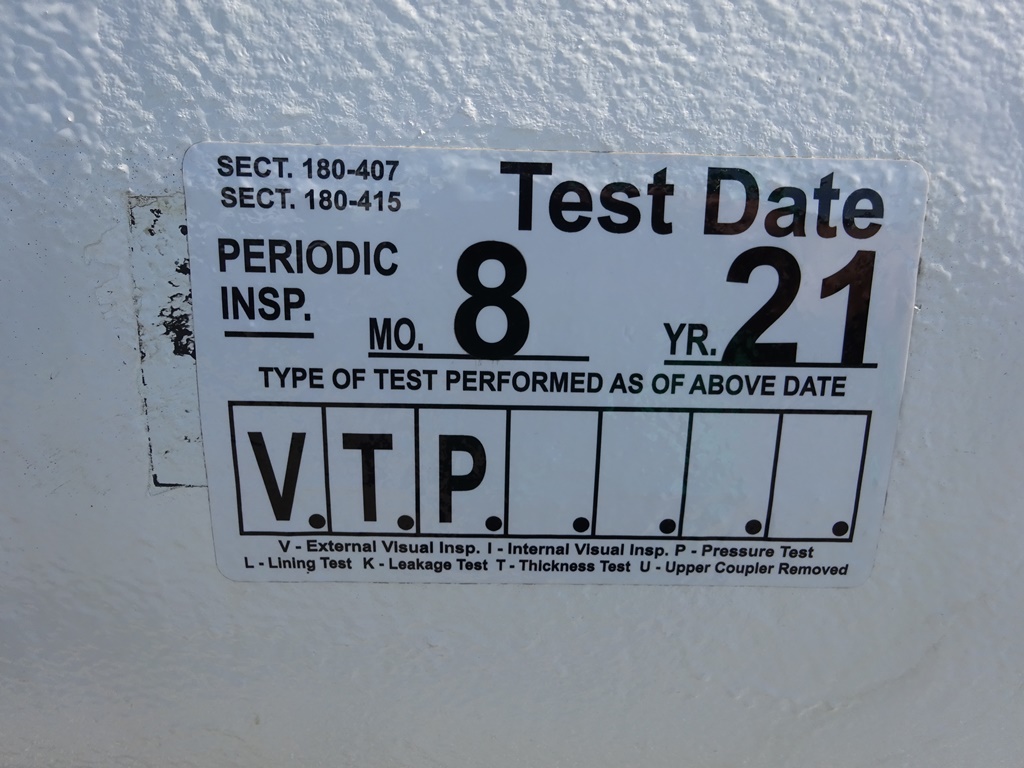 SECT. 180-407
SECT. 180-415
Test Date
PERIODIC
INSP.
MO. 8
YR. 21
TYPE OF TEST PERFORMED AS OF ABOVE DATE
V. T. P. . . . .
V - External Visual Insp. I - Internal Visual Insp. P - Pressure Test
L - Lining Test K - Leakage Test T - Thickness Test U - Upper Coupler Removed